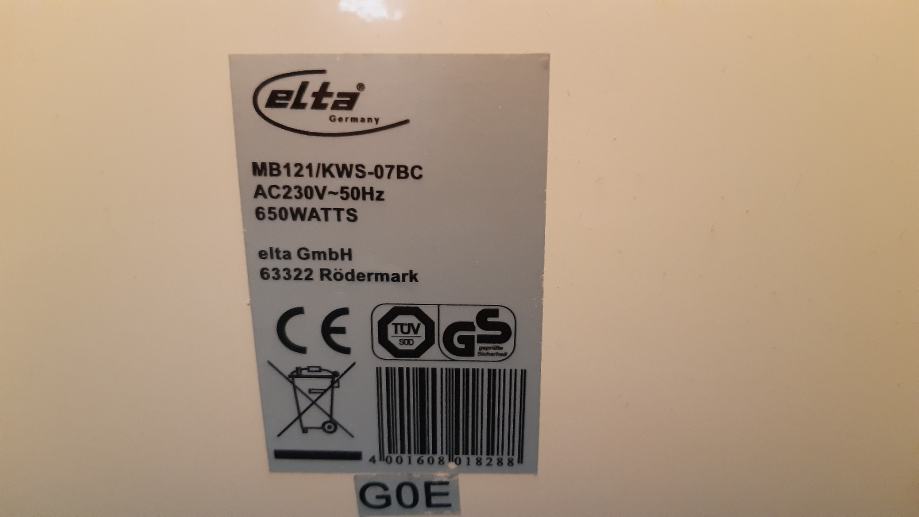 elta®
Germany
MB121/KWS-07BC
AC230V~50Hz
650WATTS
elta GmbH
63322 Rödermark
CE
TÜV
SÜD
GS
geprüfte
Sicherheit
4 001608 018288
G0E